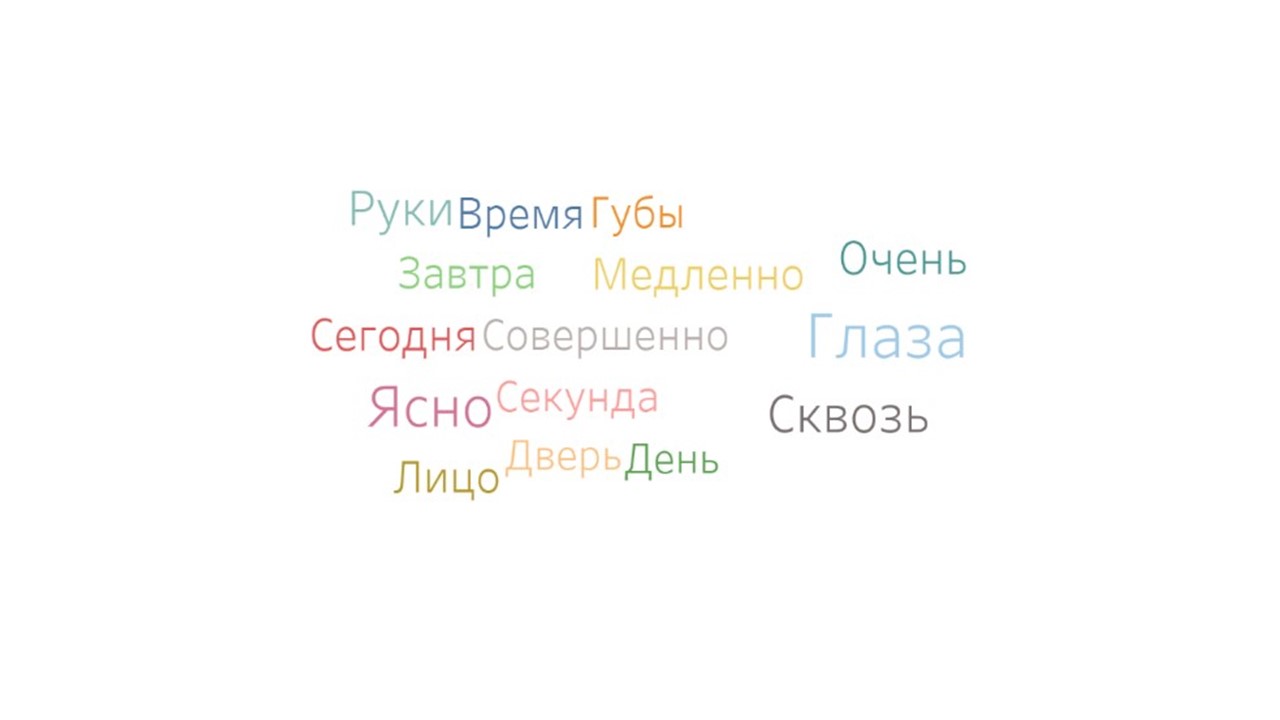 Руки Время Губы
Очень
Завтра Медленно
Сегодня Совершенно Глаза
Ясно Секунда Сквозь
Дверь День
Лицо